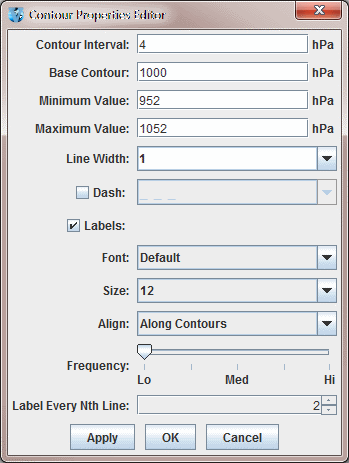 Contour Properties Editor
Contour Interval: 4 hPa
Base Contour: 1000 hPa
Minimum Value: 952 hPa
Maximum Value: 1052 hPa
Line Width: 1
Dash: _ _ _
Labels:
Font: Default
Size: 12
Align: Along Contours
Frequency:
Lo Med Hi
Label Every Nth Line: 2
Apply OK Cancel